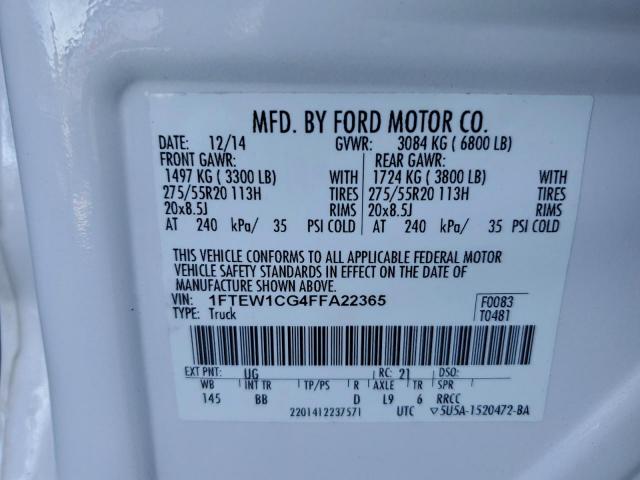 MFD. BY FORD MOTOR CO.
DATE: 12/14 GVWR: 3084 KG ( 6800 LB)
FRONT GAWR: REAR GAWR:
1497 KG ( 3300 LB) WITH 1724 KG ( 3800 LB) WITH
275/55R20 113H TIRES 275/55R20 113H TIRES
20x8.5J RIMS 20x8.5J RIMS
AT 240 kPa/ 35 PSI COLD AT 240 kPa/ 35 PSI COLD
THIS VEHICLE CONFORMS TO ALL APPLICABLE FEDERAL MOTOR
VEHICLE SAFETY STANDARDS IN EFFECT ON THE DATE OF
MANUFACTURE SHOWN ABOVE.
VIN: 1FTEW1CG4FFA22365 F0083
TYPE: Truck T0481
EXT PNT: UG RC: 21 DSO:
WB INT TR TP/PS R AXLE TR SPR
145 BB D L9 6 RRCC
2201412237571 UTC ▽5U5A-1520472-BA